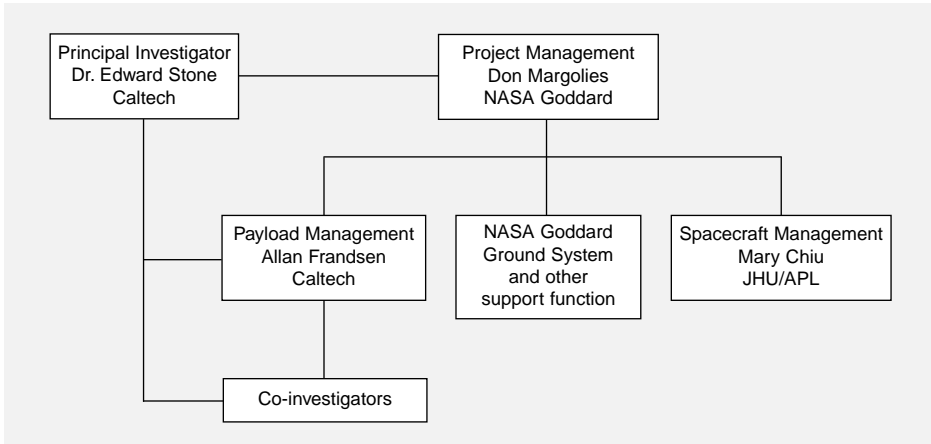 Principal Investigator
Dr. Edward Stone
Caltech
Project Management
Don Margolies
NASA Goddard
Payload Management
Allan Frandsen
Caltech
NASA Goddard
Ground System
and other
support function
Spacecraft Management
Mary Chiu
JHU/APL
Co-investigators